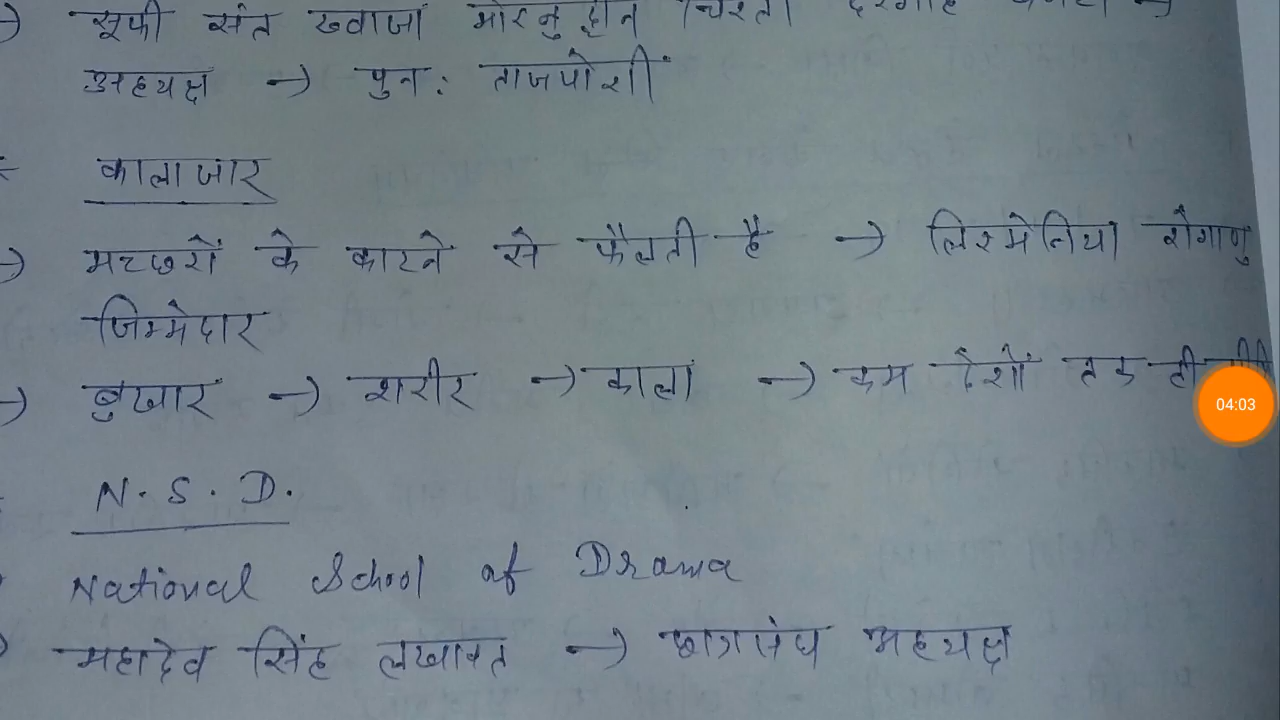 सूफी संत ख्वाजा मोइनुद्दीन चिश्ती दरगाह →
अध्यक्ष → पुन: ताजपोशी
कालाजार
→ मच्छरों के काटने से फैलती है → लिश्मेनिया रोगाणु
जिम्मेदार
→ बुखार → शरीर → काला → कम देशों तक ही
N. S. D.
National School of Drama
महादेव सिंह लखावत → छात्रसंघ अध्यक्ष
04:03